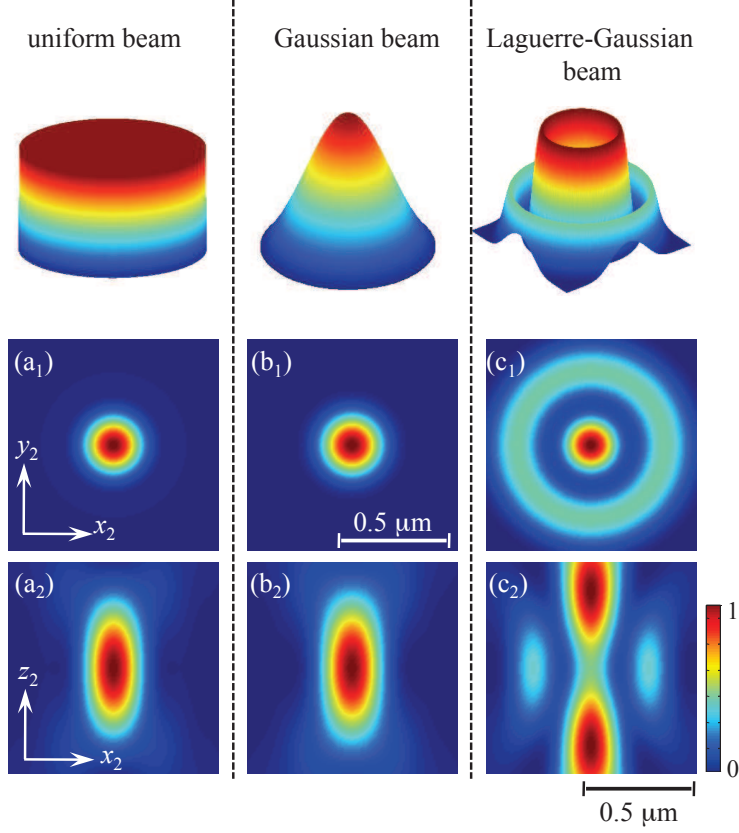 uniform beam
Gaussian beam
Laguerre-Gaussian
beam
(a₁)
(b₁)
(c₁)
y₂
x₂
0.5 µm
(a₂)
(b₂)
(c₂)
1
z₂
x₂
0
0.5 µm